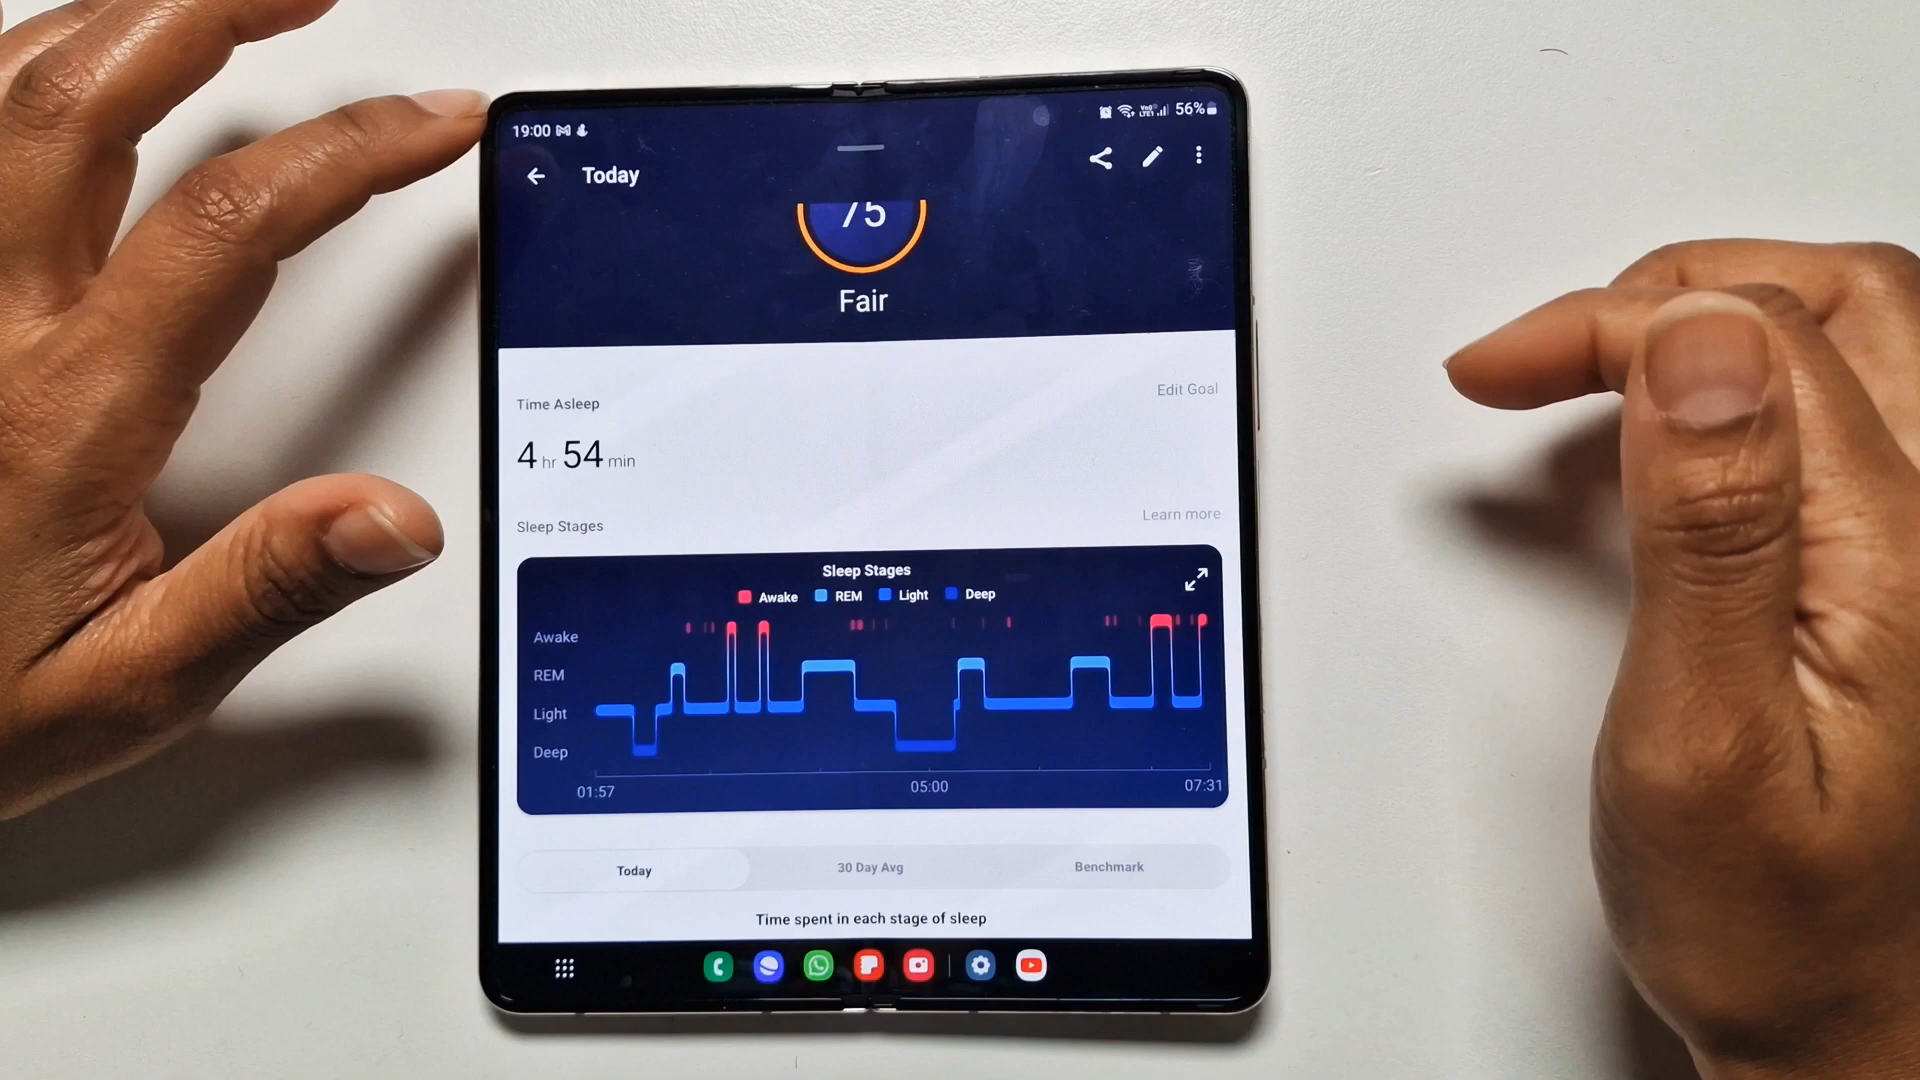 19:00
56%
Today
75
Fair
Time Asleep
Edit Goal
4 hr 54 min
Sleep Stages
Learn more
Sleep Stages
Awake REM Light Deep
Awake
REM
Light
Deep
01:57 05:00 07:31
Today 30 Day Avg Benchmark
Time spent in each stage of sleep